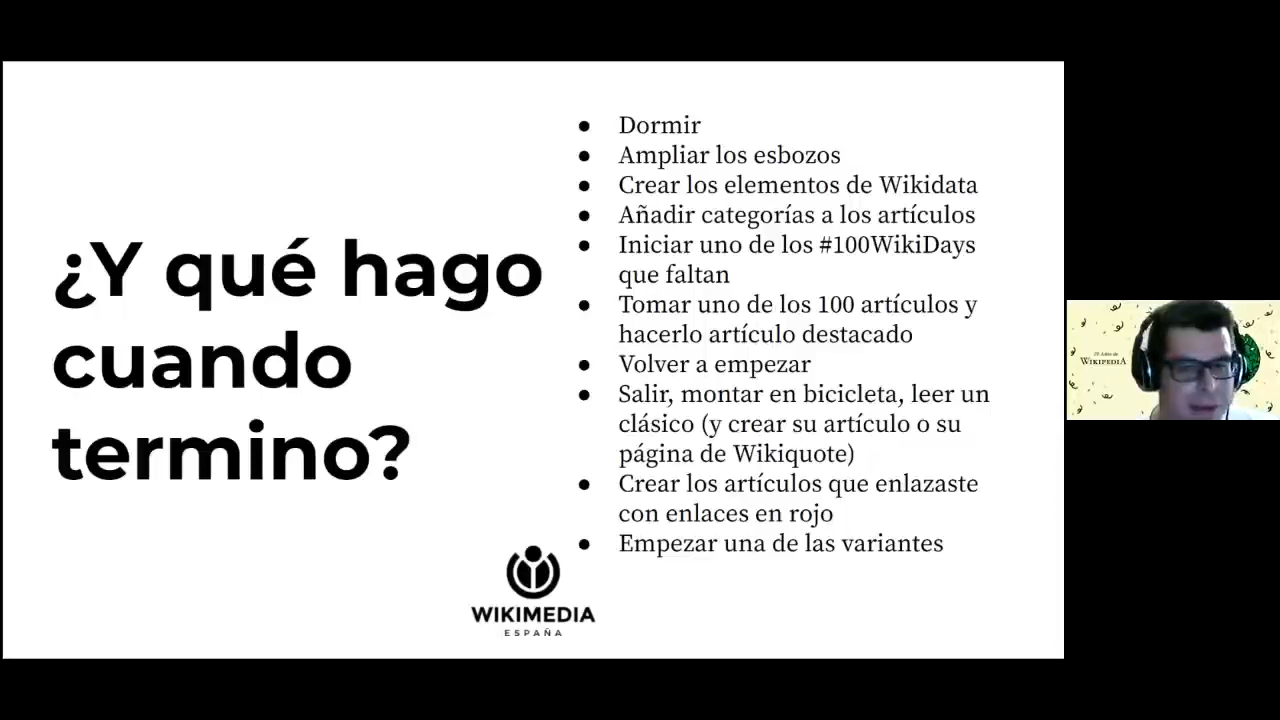 ¿Y qué hago
cuando
termino?
● Dormir
● Ampliar los esbozos
● Crear los elementos de Wikidata
● Añadir categorías a los artículos
● Iniciar uno de los #100WikiDays
que faltan
● Tomar uno de los 100 artículos y
hacerlo artículo destacado
● Volver a empezar
● Salir, montar en bicicleta, leer un
clásico (y crear su artículo o su
página de Wikiquote)
● Crear los artículos que enlazaste
con enlaces en rojo
● Empezar una de las variantes
WIKIMEDIA
ESPAÑA
WIKIPEDIA